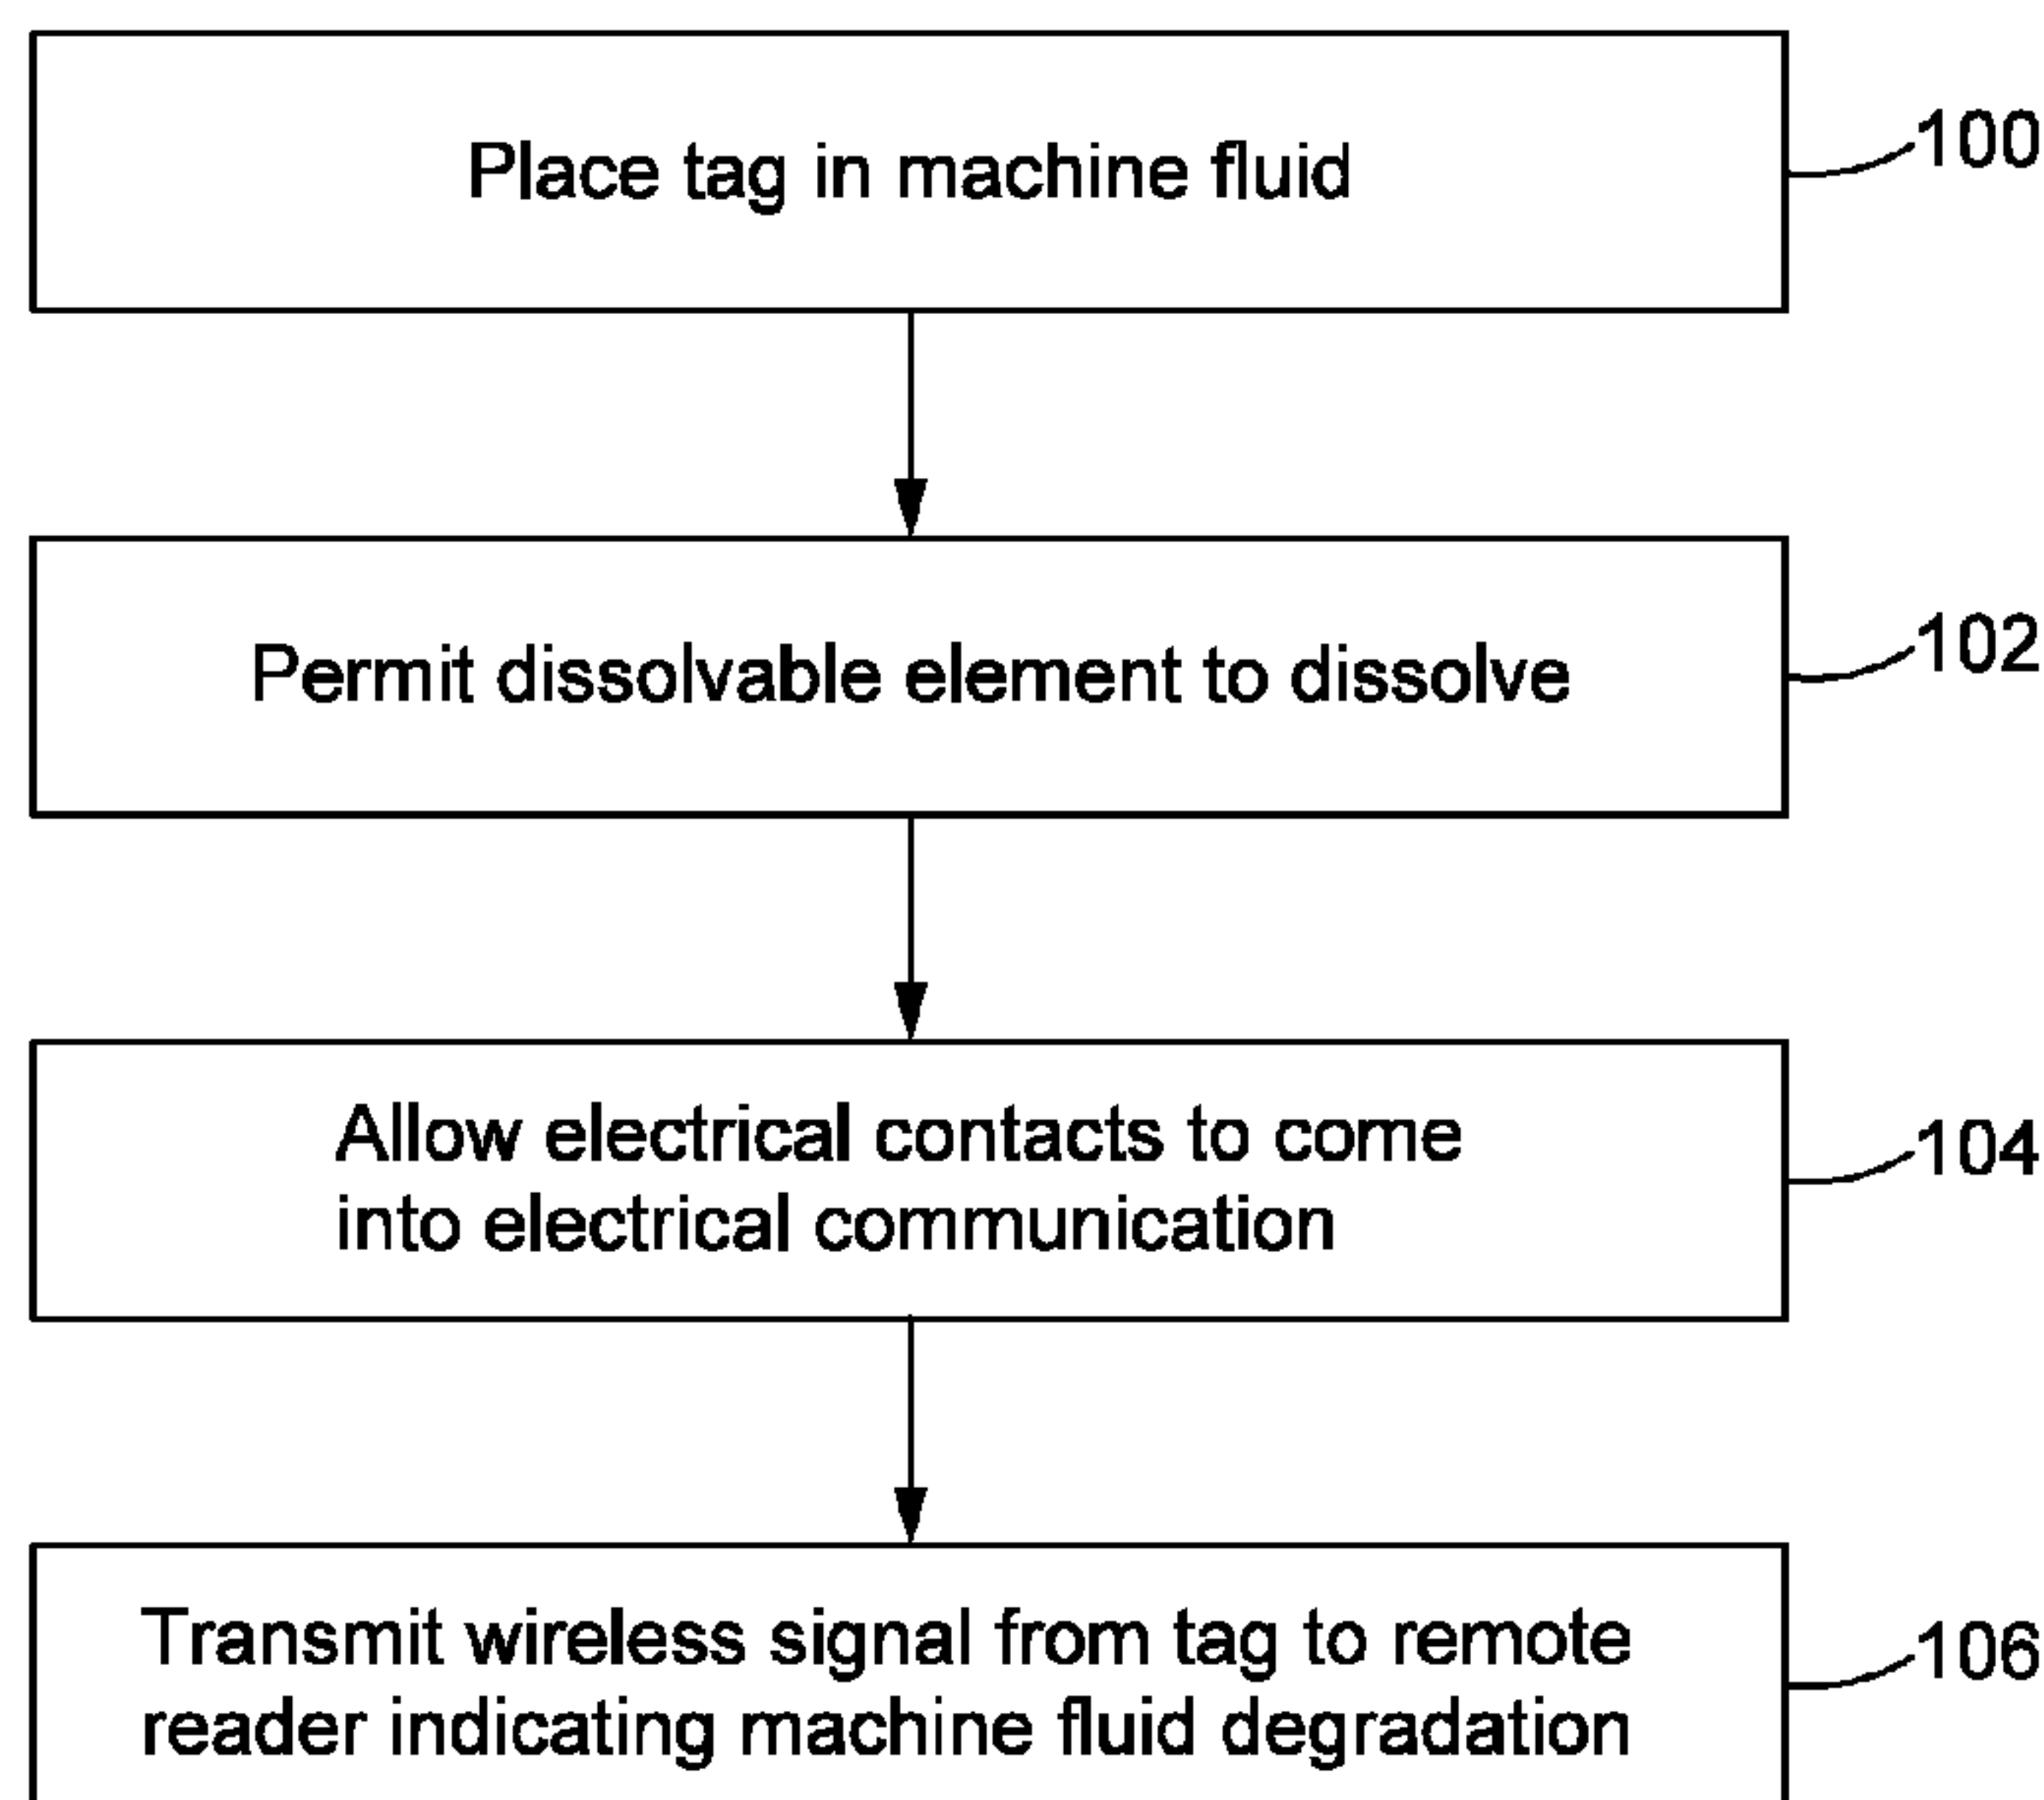 Place tag in machine fluid
100
Permit dissolvable element to dissolve
102
Allow electrical contacts to come
into electrical communication
104
Transmit wireless signal from tag to remote
reader indicating machine fluid degradation
106